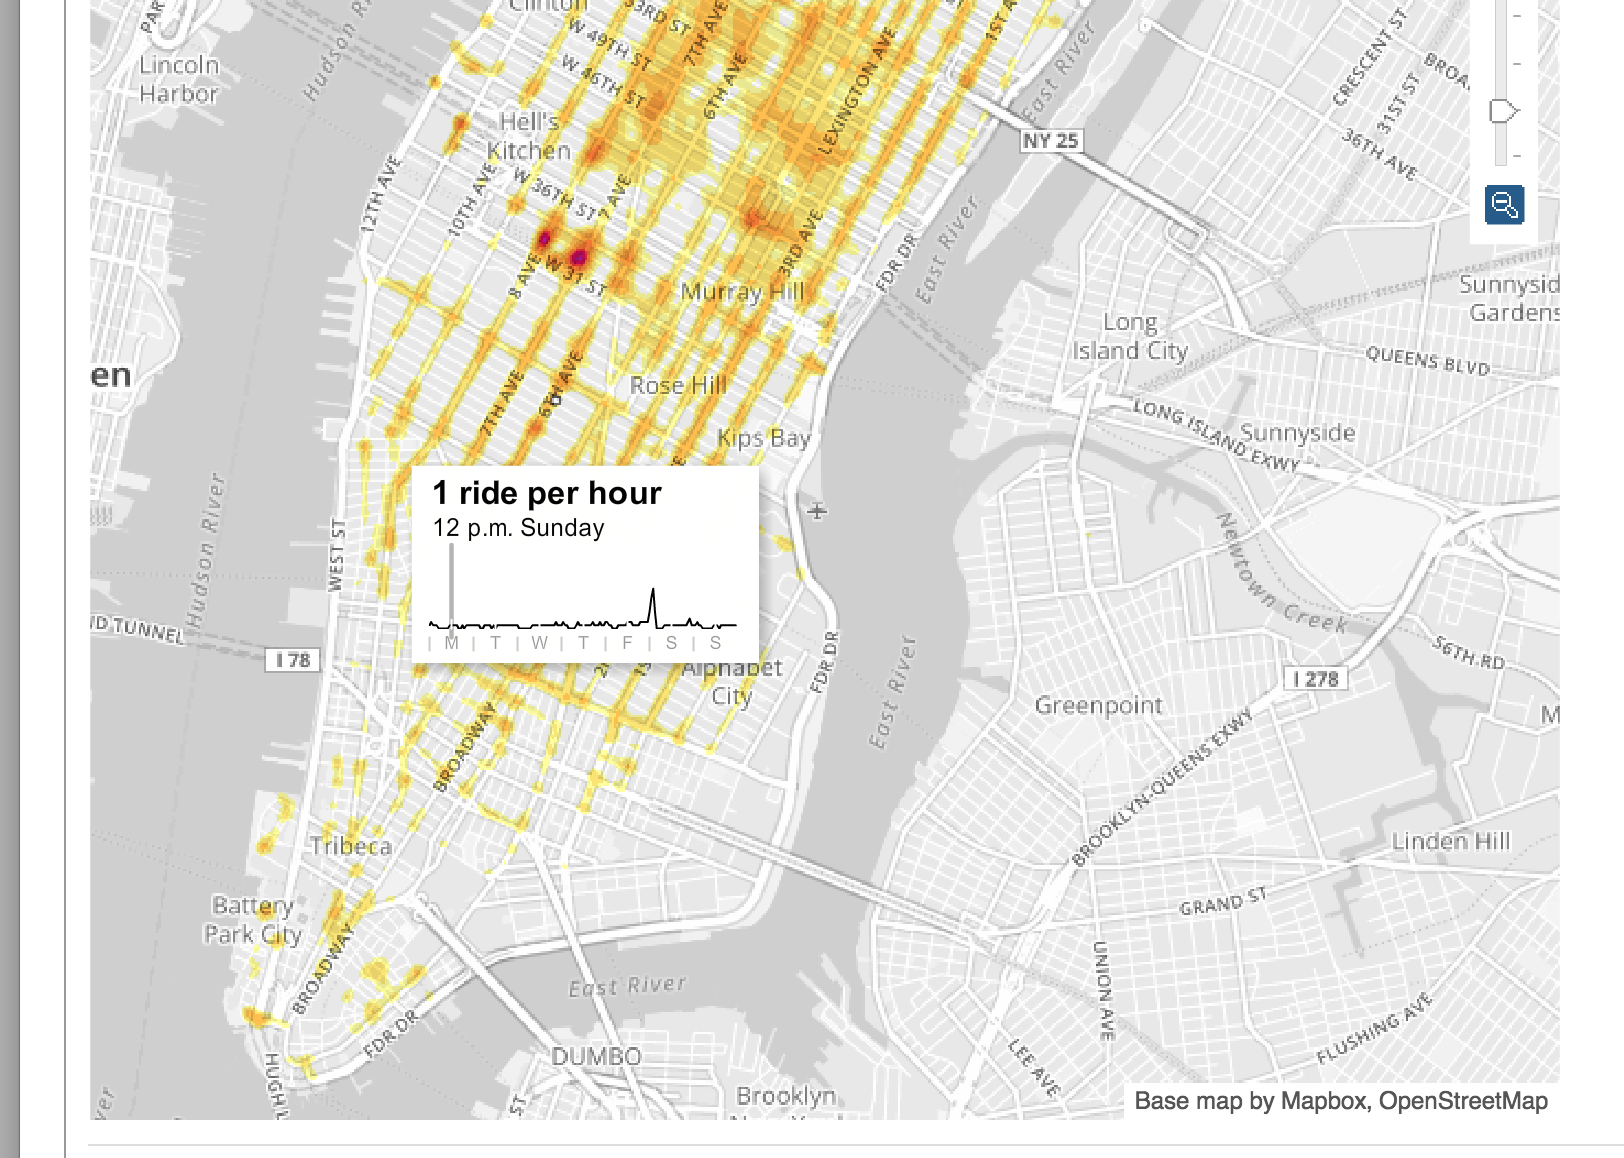 Clinton
53RD ST
W 49TH ST
W 46TH ST
7TH AVE
6TH AVE
LEXINGTON AVE
1ST A
East River
CRESCENT ST
BROA
31ST ST
36TH AVE
PAR
Lincoln
Harbor
Hudson R
Hell's
Kitchen
NY 25
12TH AVE
10TH AVE
W 36TH ST
7 AVE
3RD AVE
FDR DR
East River
8 AVE
W 31 ST
Murray Hill
Sunnysid
Gardens
Long
Island City
QUEENS BLVD
en
Rose Hill
7TH AVE
6TH AVE
LONG ISLAND EXWY
Sunnyside
Kips Bay
1 ride per hour
12 p.m. Sunday
M T W T F S S
Hudson River
WEST ST
Newtown Creek
ND TUNNEL
I 78
Alphabet
City
FDR DR
East River
56TH RD
I 278
Greenpoint
M
BROADWAY
BROOKLYN-QUEENS EXWY
Tribeca
Linden Hill
Battery
Park City
GRAND ST
BROADWAY
UNION AVE
East River
FDR DR
FLUSHING AVE
HUGH L
DUMBO
LEE AVE
ver
ST
Brooklyn
Base map by Mapbox, OpenStreetMap